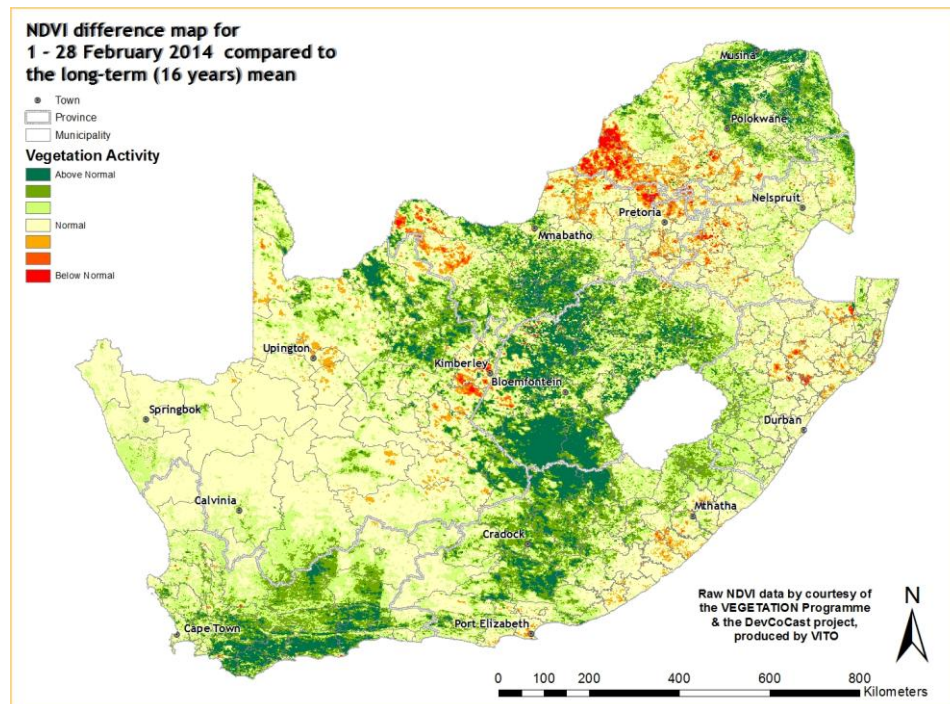 NDVI difference map for
1 - 28 February 2014 compared to
the long-term (16 years) mean
Town
Province
Municipality
Vegetation Activity
Above Normal
Normal
Below Normal
Musina
Polokwane
Nelspruit
Pretoria
Mmabatho
Upington
Kimberley
Bloemfontein
Springbok
Durban
Calvinia
Mthatha
Cradock
Port Elizabeth
Cape Town
Raw NDVI data by courtesy of
the VEGETATION Programme
& the DevCoCast project,
produced by VITO
N
0 100 200 400 600 800
Kilometers